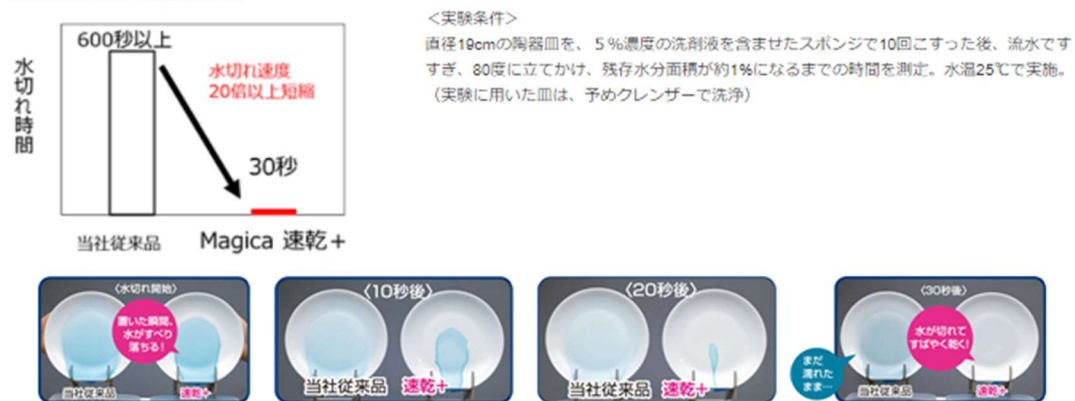 600秒以上
水切れ速度
20倍以上短縮
水切れ時間
30秒
当社従来品
Magica 速乾+
<実験条件>
直径19cmの陶器皿を、5%濃度の洗剤液を含ませたスポンジで10回こすった後、流水です
すぎ、80度に立てかけ、残存水分面積が約1%になるまでの時間を測定。水温25℃で実施。
(実験に用いた皿は、予めクレンザーで洗浄)
〈水切れ開始〉
置いた瞬間、
水がすべり
落ちる!
当社従来品
速乾+
〈10秒後〉
当社従来品
速乾+
〈20秒後〉
当社従来品
速乾+
〈30秒後〉
水が切れて
すばやく乾く!
まだ
濡れた
まま…
当社従来品
速乾+